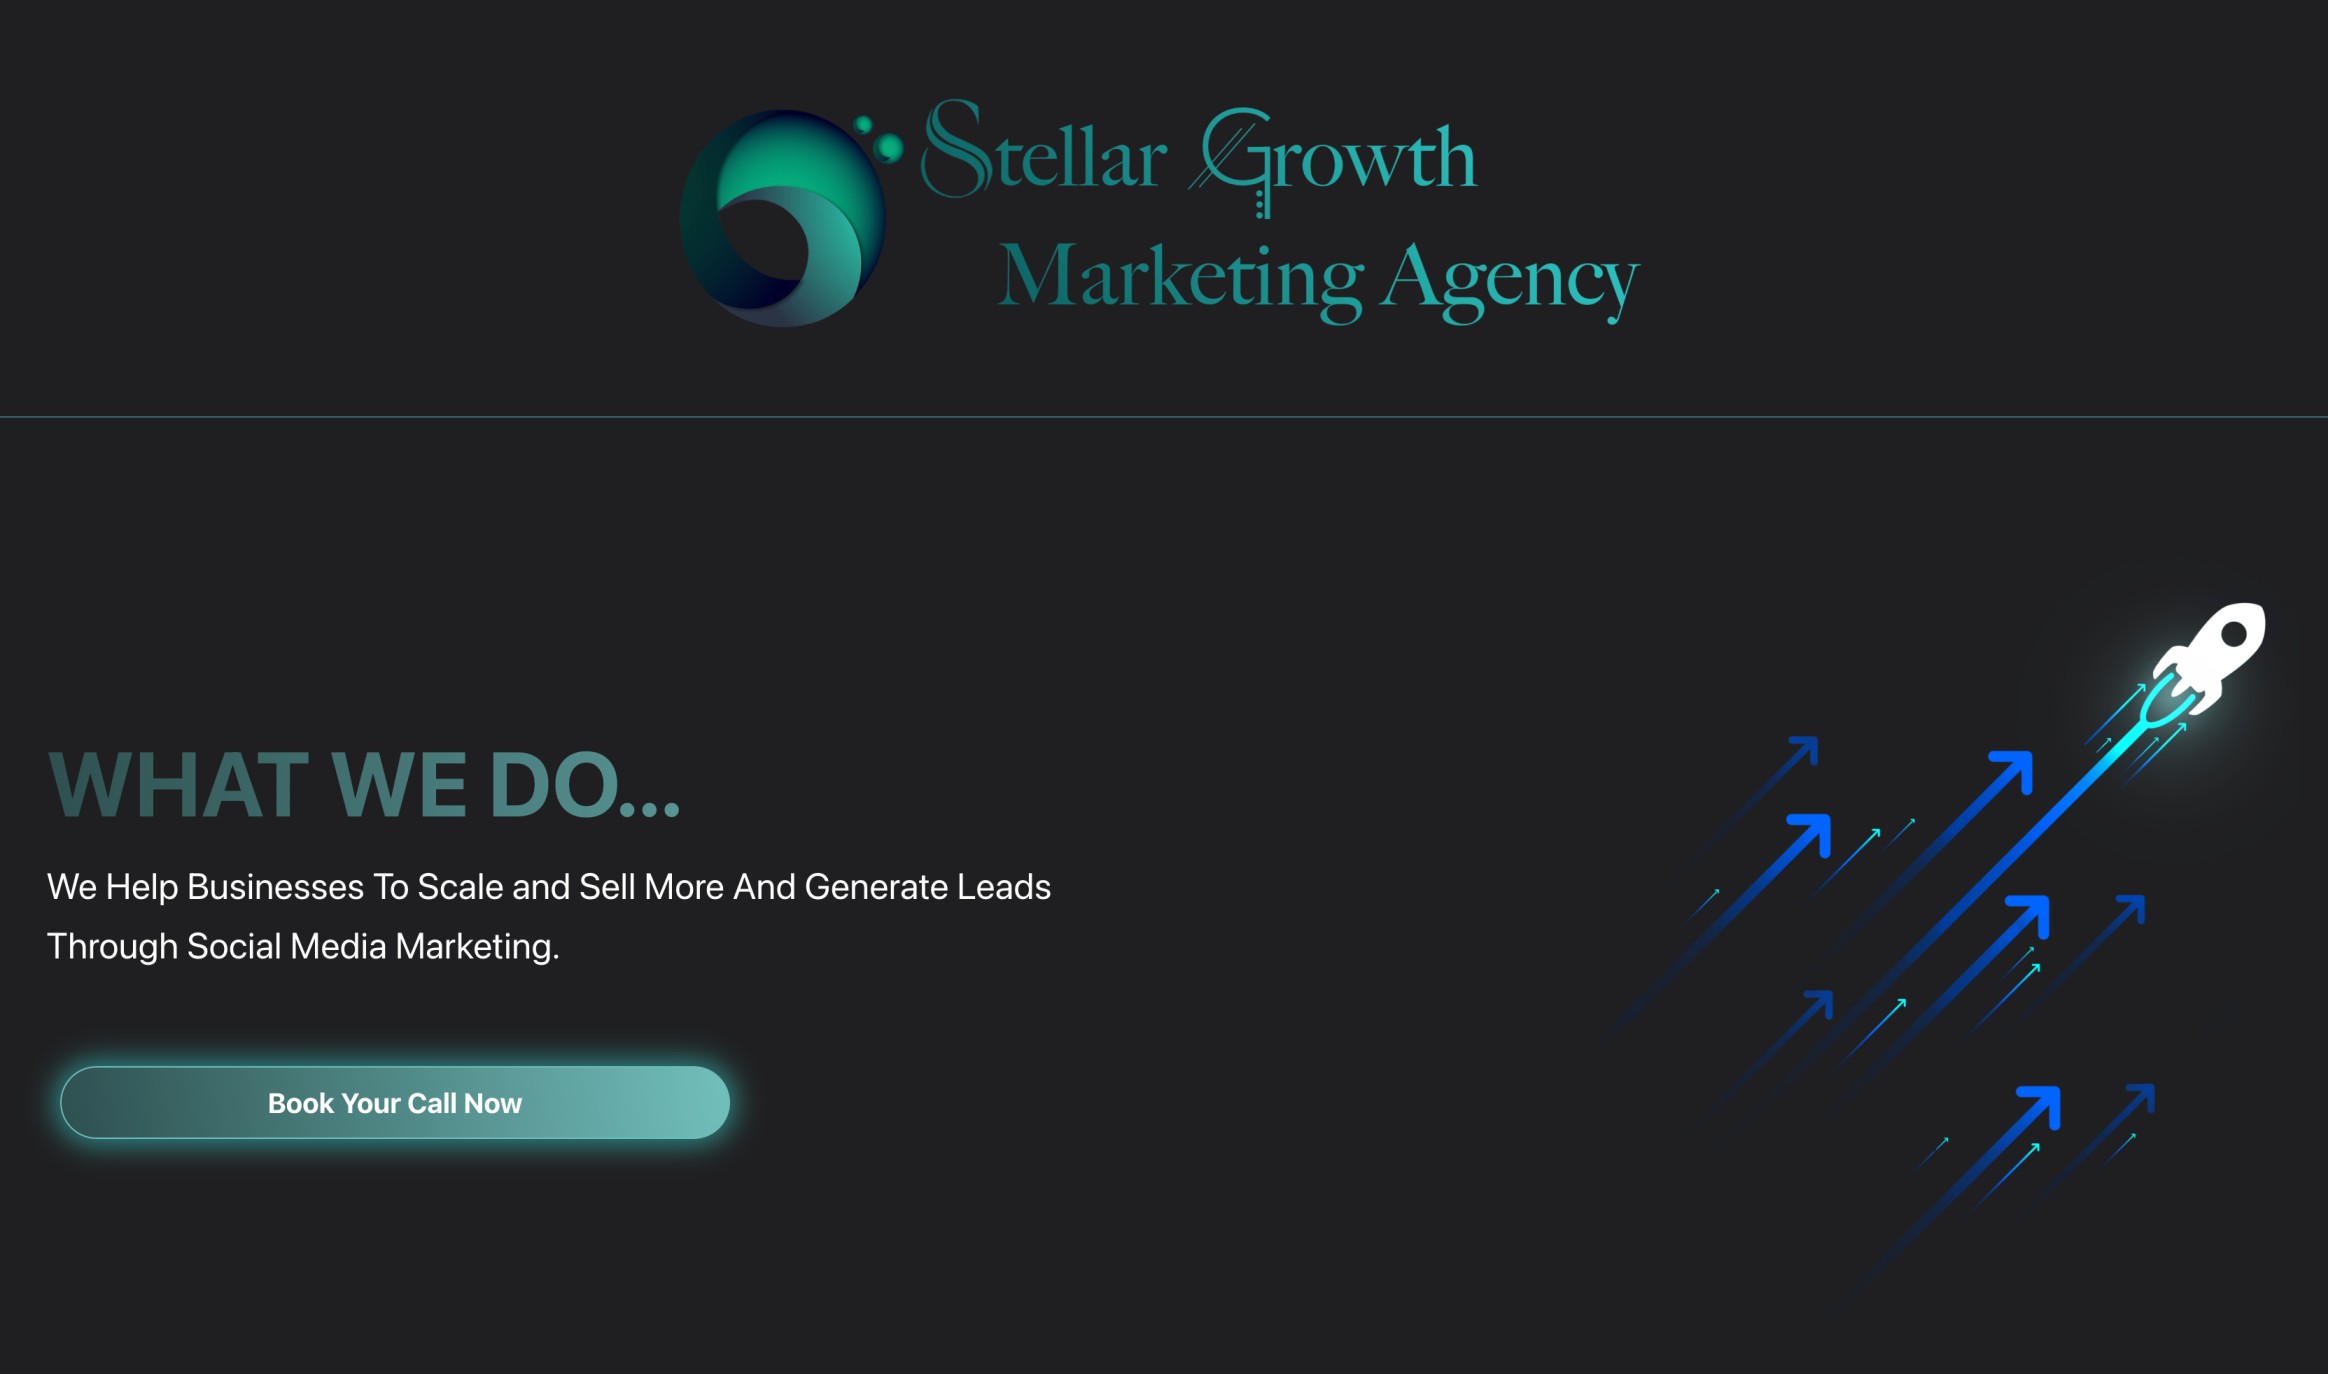 Stellar Growth
Marketing Agency
WHAT WE DO...
We Help Businesses To Scale and Sell More And Generate Leads
Through Social Media Marketing.
Book Your Call Now